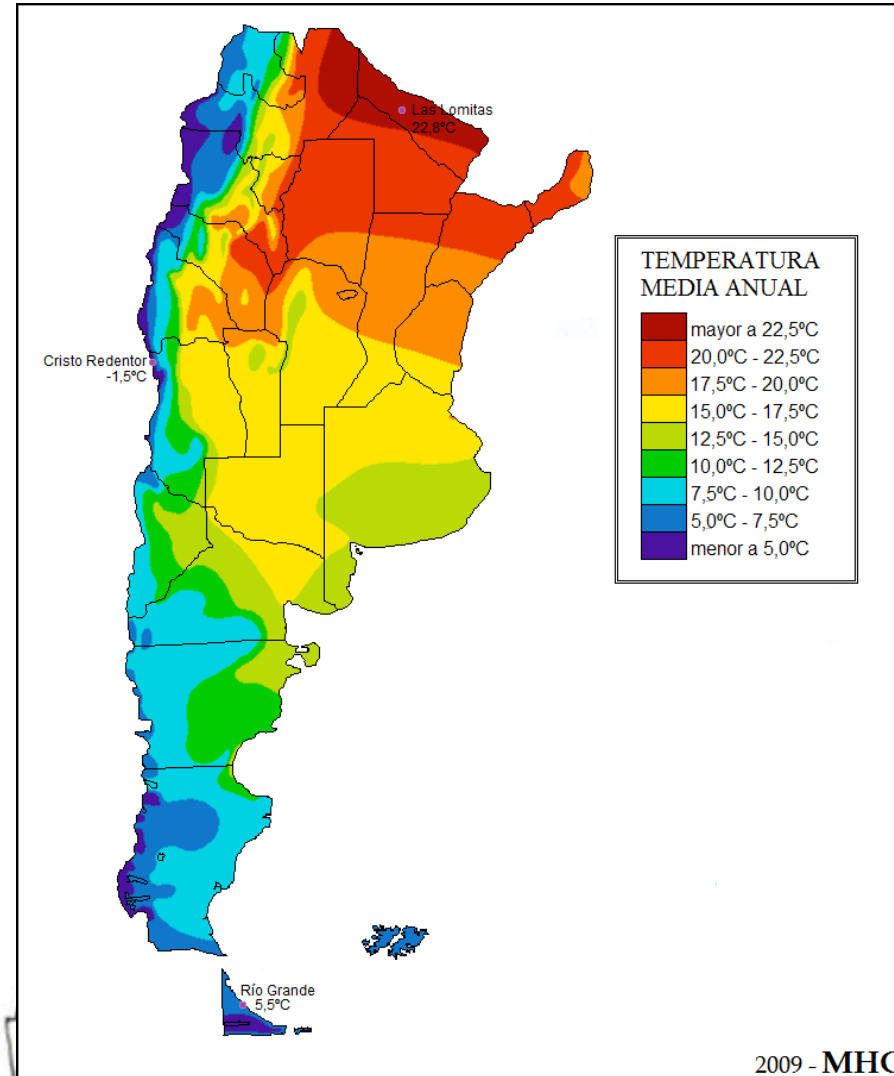 Las Lomitas
22,8ºC
TEMPERATURA
MEDIA ANUAL
mayor a 22,5ºC
20,0ºC - 22,5ºC
17,5ºC - 20,0ºC
15,0ºC - 17,5ºC
12,5ºC - 15,0ºC
10,0ºC - 12,5ºC
7,5ºC - 10,0ºC
5,0ºC - 7,5ºC
menor a 5,0ºC
Cristo Redentor
-1,5ºC
Río Grande
5,5ºC
2009 - MHC